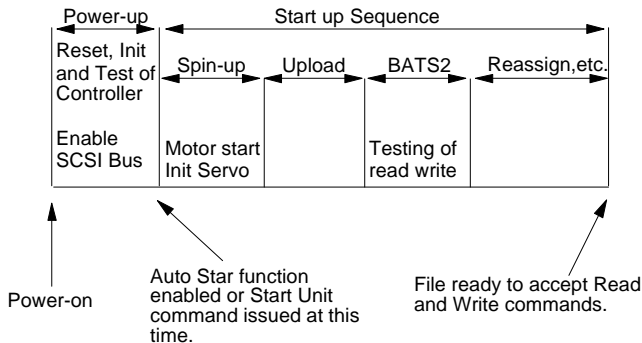 Power-up
Start up Sequence
Reset, Init
and Test of
Controller
Spin-up
Upload
BATS2
Reassign,etc.
Enable
SCSI Bus
Motor start
Init Servo
Testing of
read write
Power-on
Auto Star function
enabled or Start Unit
command issued at this
time.
File ready to accept Read
and Write commands.